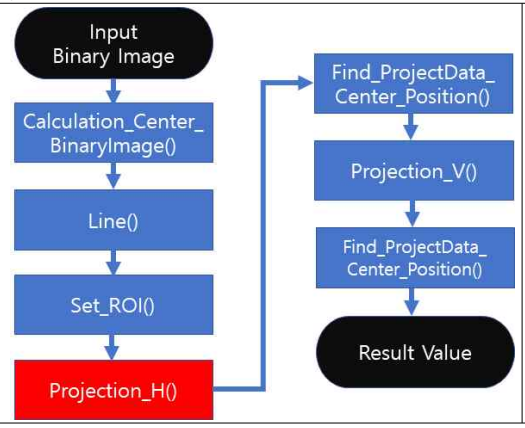 Input
Binary Image
Calculation_Center_
BinaryImage()
Line()
Set_ROI()
Projection_H()
Find_ProjectData_
Center_Position()
Projection_V()
Find_ProjectData_
Center_Position()
Result Value